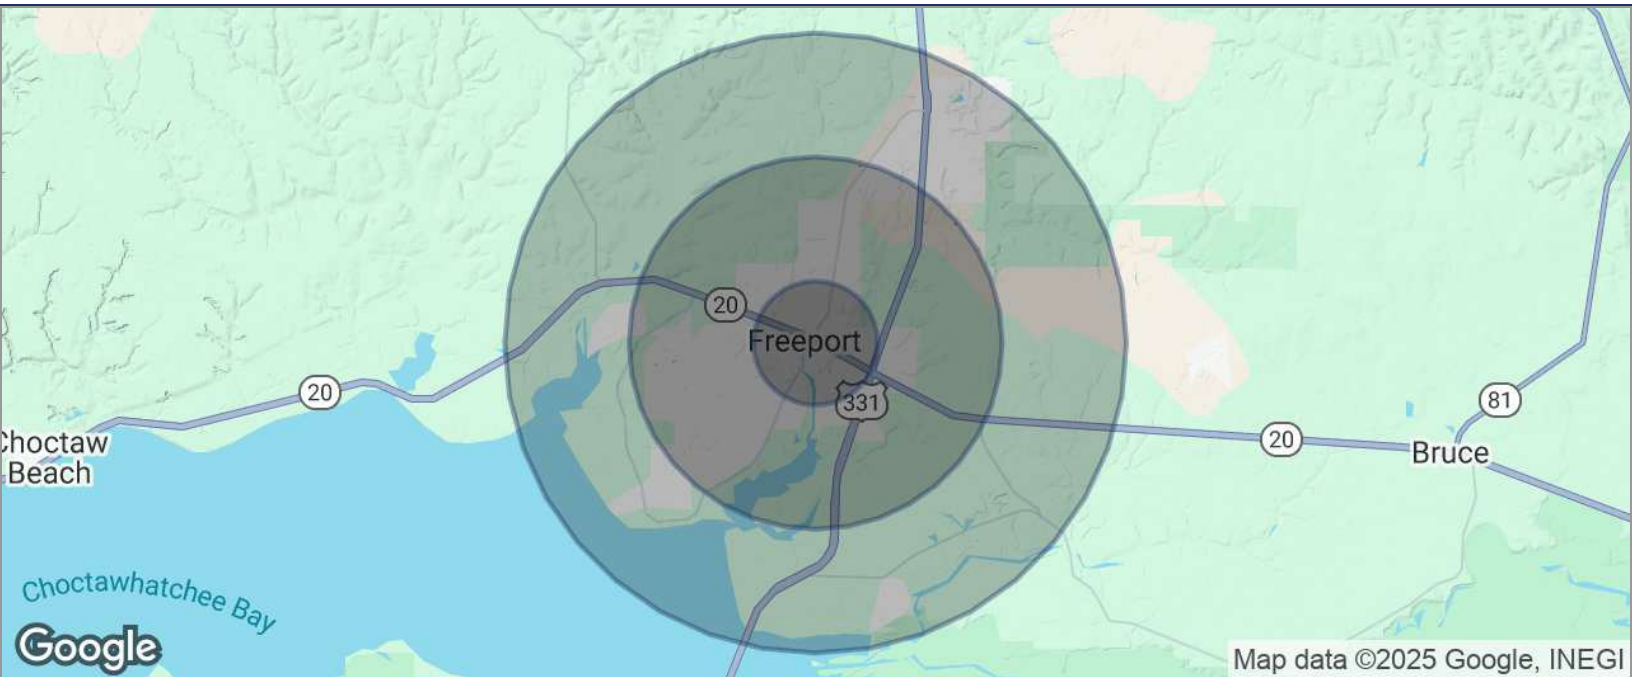 20
Freeport
331
20
81
20
Bruce
Choctaw
Beach
Choctawhatchee Bay
Google
Map data ©2025 Google, INEGI